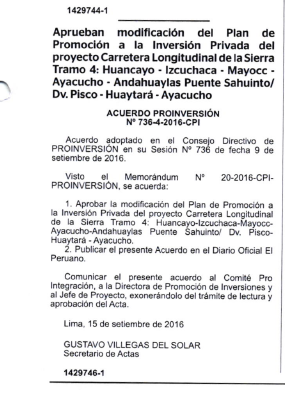 1429744-1
Aprueban modificación del Plan de
Promoción a la Inversión Privada del
proyecto Carretera Longitudinal de la Sierra
Tramo 4: Huancayo - Izcuchaca - Mayocc -
Ayacucho - Andahuaylas Puente Sahuinto/
Dv. Pisco - Huaytará - Ayacucho
ACUERDO PROINVERSIÓN
Nº 736-4-2016-CPI
Acuerdo adoptado en el Consejo Directivo de
PROINVERSIÓN en su Sesión Nº 736 de fecha 9 de
setiembre de 2016.
Visto el Memorándum Nº 20-2016-CPI-
PROINVERSIÓN, se acuerda:
1. Aprobar la modificación del Plan de Promoción a
la Inversión Privada del proyecto Carretera Longitudinal
de la Sierra Tramo 4: Huancayo-Izcuchaca-Mayocc-
Ayacucho-Andahuaylas Puente Sahuinto/ Dv. Pisco-
Huaytará - Ayacucho.
2. Publicar el presente Acuerdo en el Diario Oficial El
Peruano.
Comunicar el presente acuerdo al Comité Pro
Integración, a la Directora de Promoción de Inversiones y
al Jefe de Proyecto, exonerándolo del trámite de lectura y
aprobación del Acta.
Lima, 15 de setiembre de 2016
GUSTAVO VILLEGAS DEL SOLAR
Secretario de Actas
1429746-1